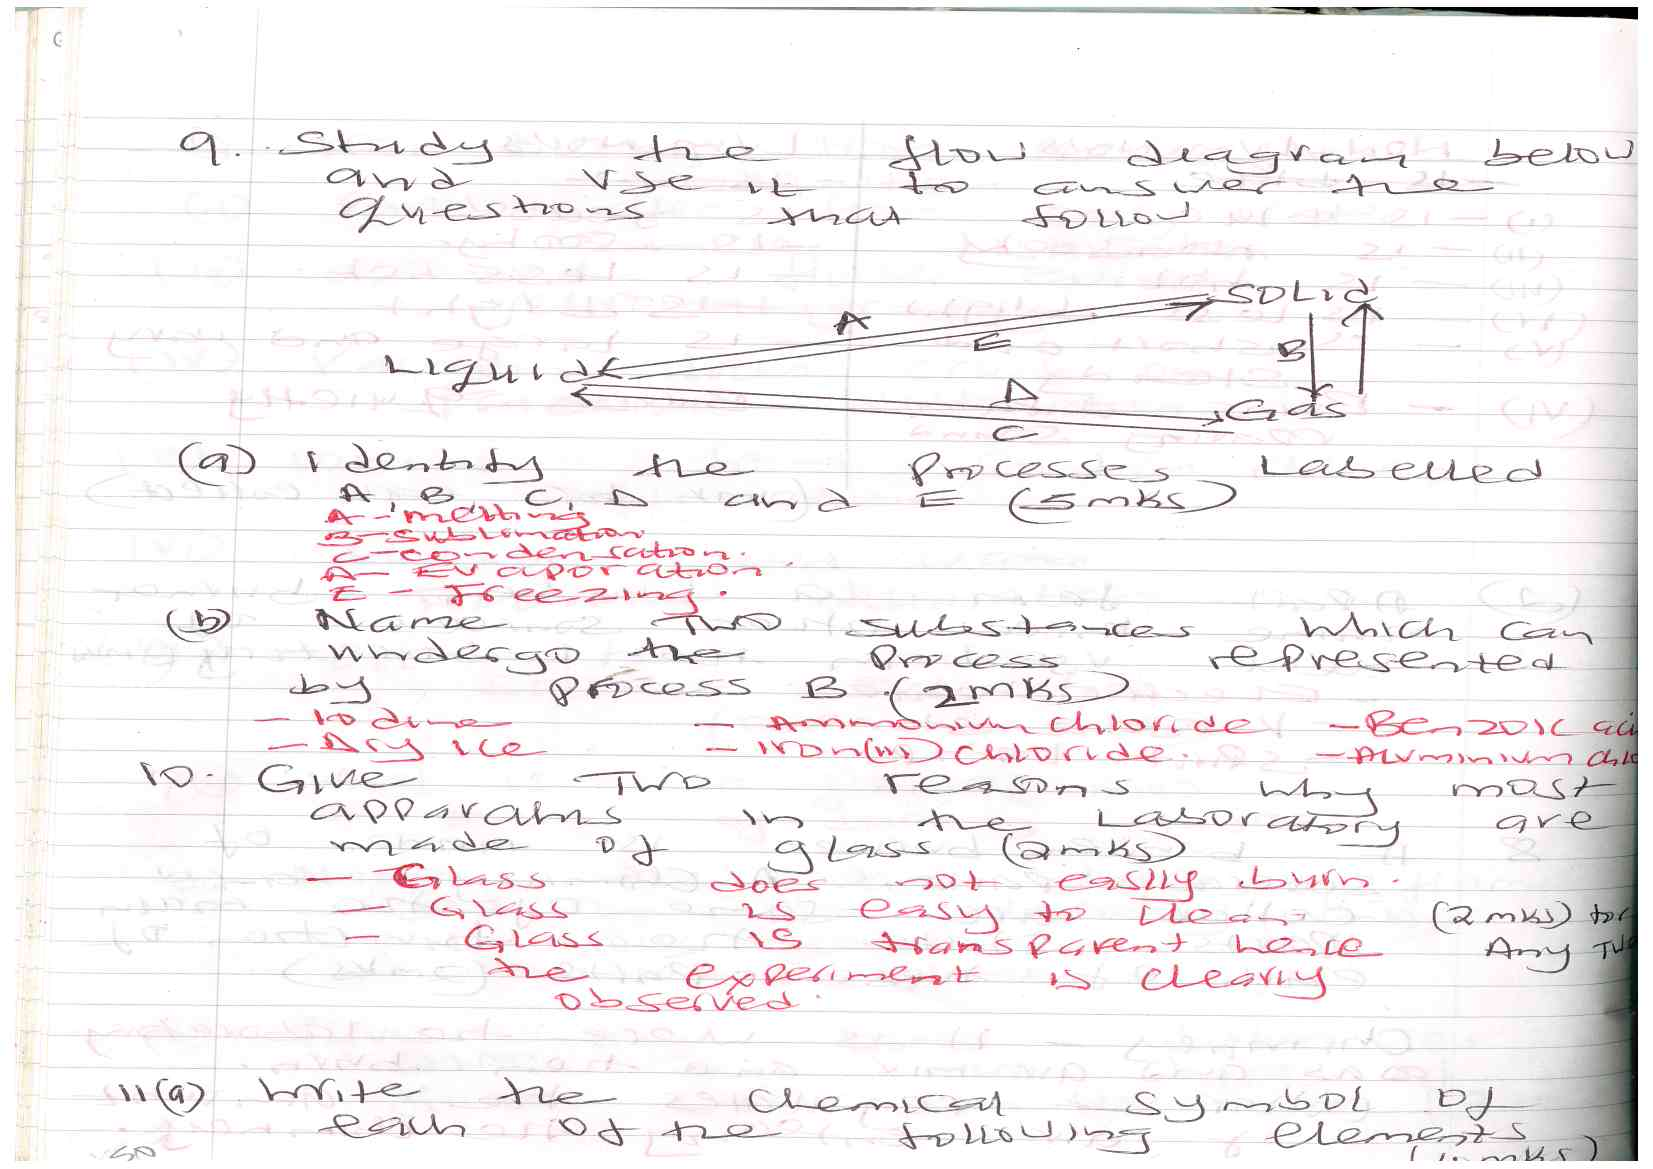 9. Study the flow diagram below
and use it to answer the
questions that follow
SOLid
A
E
B
Liquid
D
Gas
C
(a) Identity the Processes Labelled
A, B, C, D and E (5mks)
A - melting
B - sublimation
C - condensation.
D - Evaporation.
E - Freezing.
(b) Name TWO substances which can
undergo the process represented
by process B. (2mks)
- Iodine - Ammonium chloride - Benzoic aci
- Dry ice - Iron(III) chloride. - Aluminium chlo
10. Give TWO reasons why most
apparatus in the Laboratory are
made of glass (2mks)
- Glass does not easily burn.
- Glass is easy to clean. (2mks) for
- Glass is transparent hence Any Two
the experiment is clearly
observed.
11(a) Write the chemical symbol of
each of the following elements